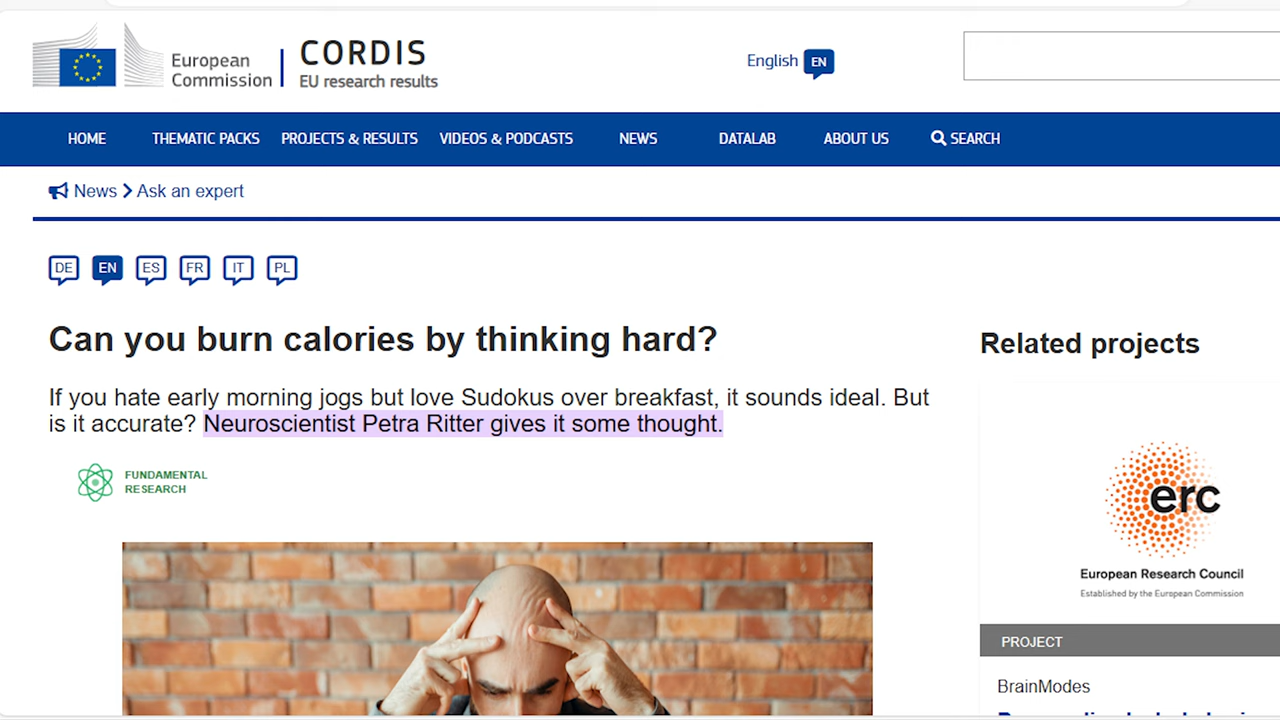 European
Commission
CORDIS
EU research results
English EN
HOME THEMATIC PACKS PROJECTS & RESULTS VIDEOS & PODCASTS NEWS DATALAB ABOUT US SEARCH
News Ask an expert
DE EN ES FR IT PL
Can you burn calories by thinking hard?
If you hate early morning jogs but love Sudokus over breakfast, it sounds ideal. But
is it accurate? Neuroscientist Petra Ritter gives it some thought.
FUNDAMENTAL
RESEARCH
Related projects
erc
European Research Council
Established by the European Commission
PROJECT
BrainModes